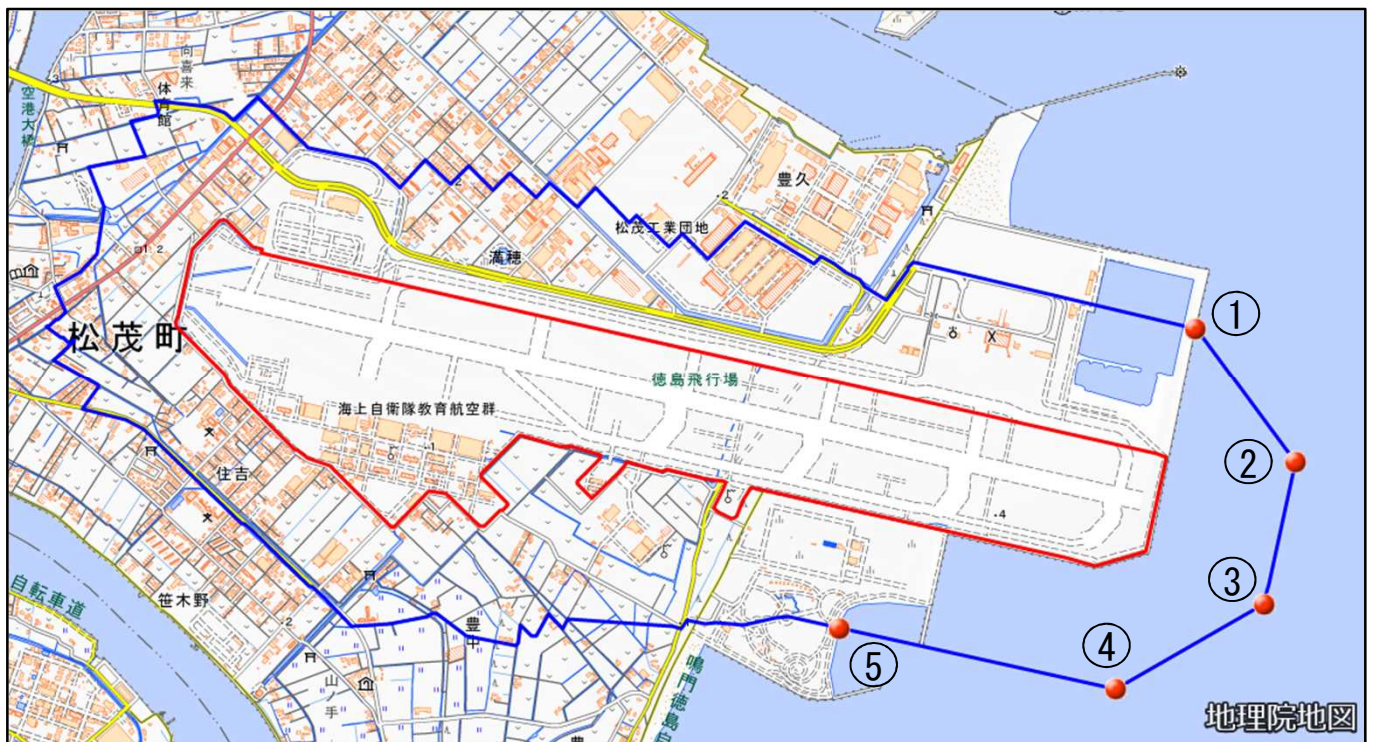 向喜来
空港大橋
体育館
豊久
松茂工業団地
満穂
松茂町
徳島飛行場
海上自衛隊教育航空群
住吉
笹木野
自転車道
豊中
山ノ手
鳴門徳島自
豊
①
②
③
④
⑤
地理院地図